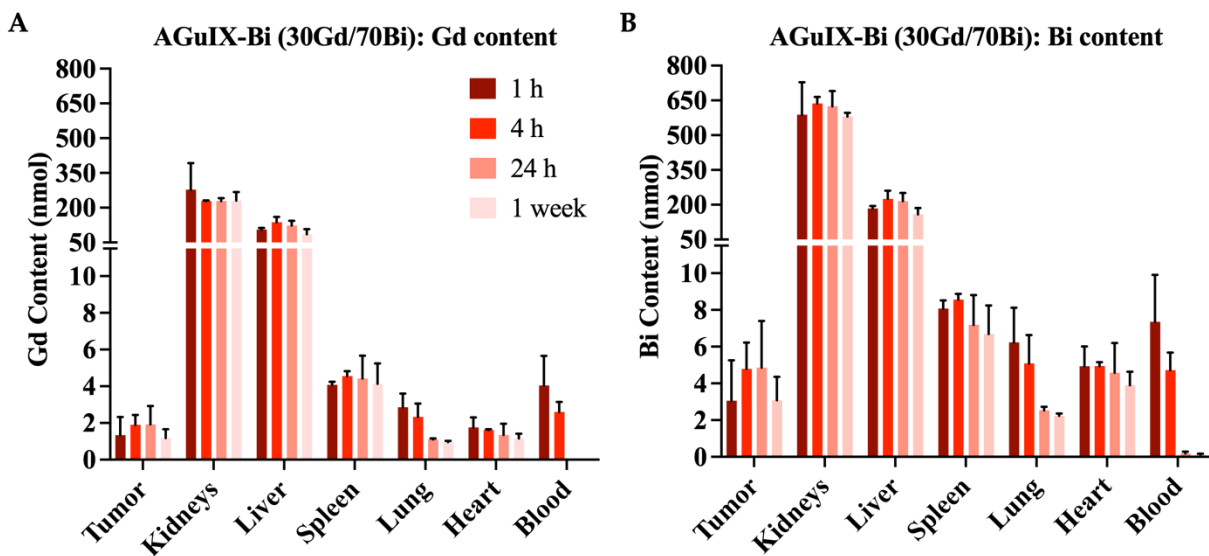 A
AGuIX-Bi (30Gd/70Bi): Gd content
Gd Content (nmol)
800
650
500
350
200
50
10
8
6
4
2
0
1 h
4 h
24 h
1 week
Tumor
Kidneys
Liver
Spleen
Lung
Heart
Blood
B
AGuIX-Bi (30Gd/70Bi): Bi content
Bi Content (nmol)
800
650
500
350
200
50
10
8
6
4
2
0
Tumor
Kidneys
Liver
Spleen
Lung
Heart
Blood